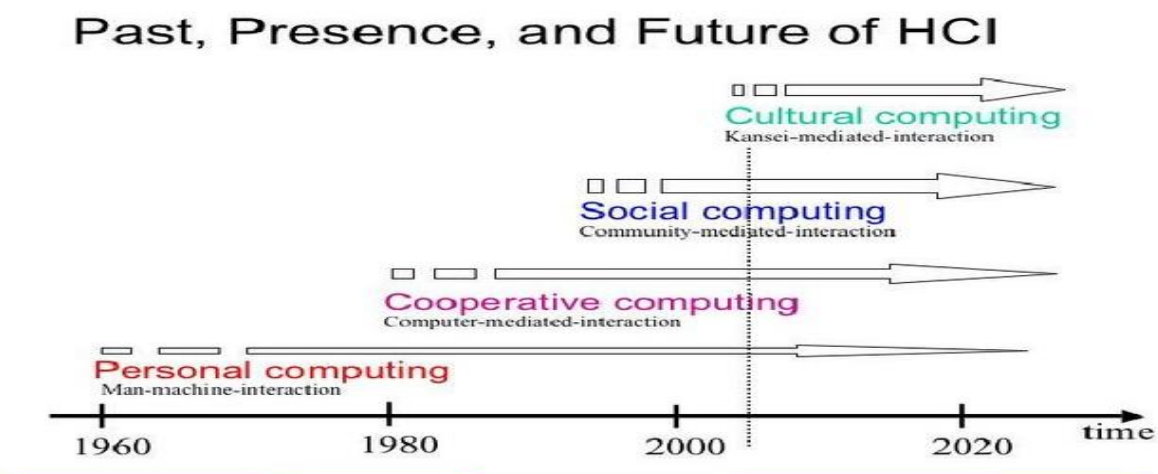 Past, Presence, and Future of HCI
Cultural computing
Kansei-mediated-interaction
Social computing
Community-mediated-interaction
Cooperative computing
Computer-mediated-interaction
Personal computing
Man-machine-interaction
1960 1980 2000 2020 time